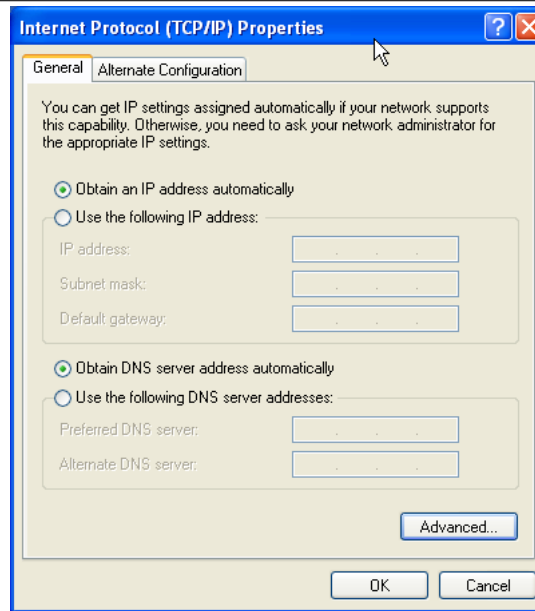 Internet Protocol (TCP/IP) Properties
General Alternate Configuration
You can get IP settings assigned automatically if your network supports
this capability. Otherwise, you need to ask your network administrator for
the appropriate IP settings.
Obtain an IP address automatically
Use the following IP address:
IP address:
Subnet mask:
Default gateway:
Obtain DNS server address automatically
Use the following DNS server addresses:
Preferred DNS server:
Alternate DNS server:
Advanced...
OK Cancel